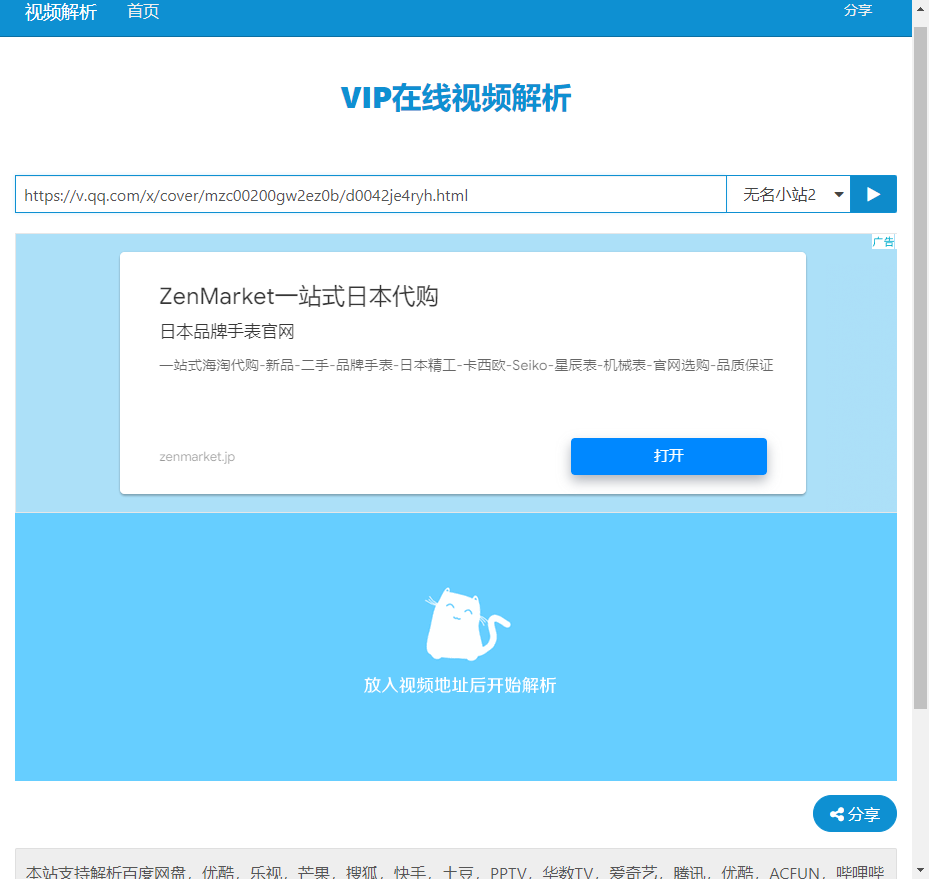 视频解析 首页 分享
VIP在线视频解析
https://v.qq.com/x/cover/mzc00200gw2ez0b/d0042je4ryh.html 无名小站2
广告
ZenMarket一站式日本代购
日本品牌手表官网
一站式海淘代购-新品-二手-品牌手表-日本精工-卡西欧-Seiko-星辰表-机械表-官网选购-品质保证
zenmarket.jp 打开
放入视频地址后开始解析
分享
本站支持解析百度网盘，优酷，乐视，芒果，搜狐，快手，土豆，PPTV，华数TV，爱奇艺，腾讯，优酷，ACFUN，哔哩哔